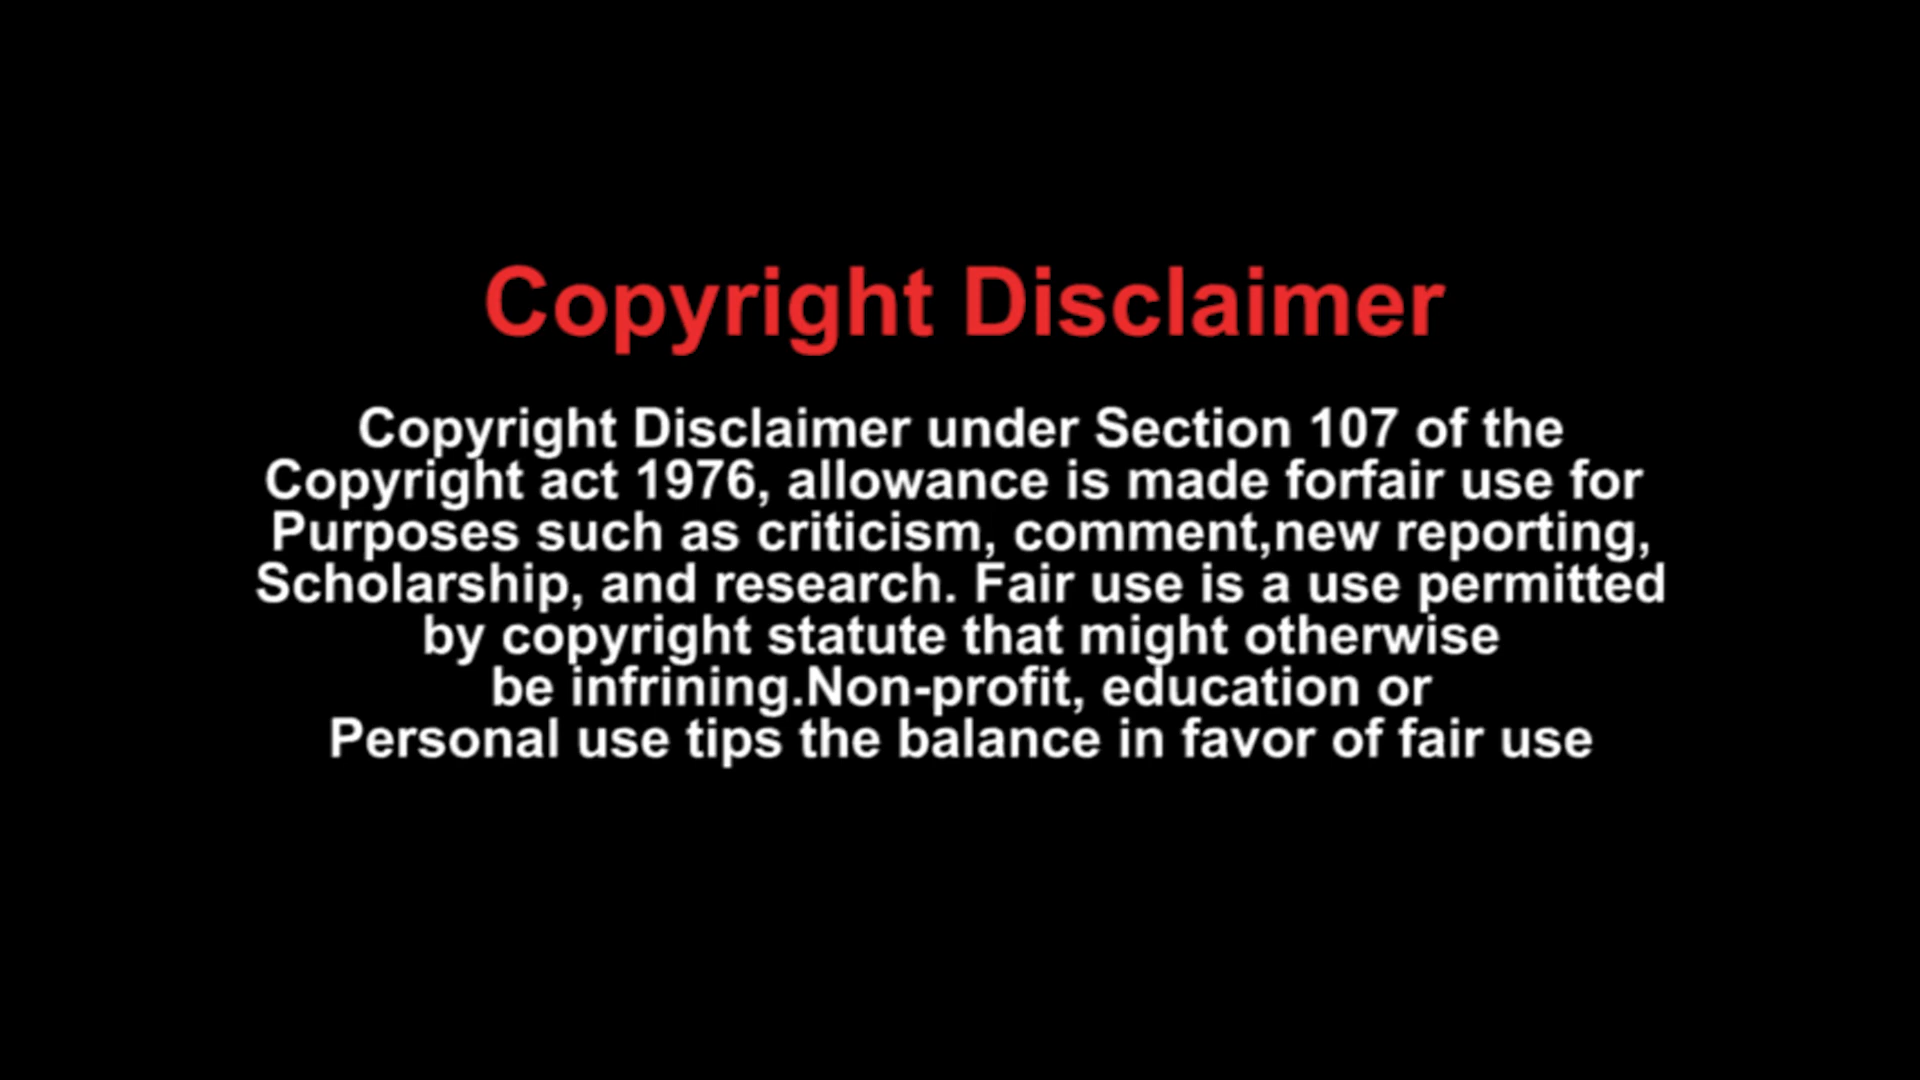 Copyright Disclaimer
Copyright Disclaimer under Section 107 of the
Copyright act 1976, allowance is made forfair use for
Purposes such as criticism, comment,new reporting,
Scholarship, and research. Fair use is a use permitted
by copyright statute that might otherwise
be infrining.Non-profit, education or
Personal use tips the balance in favor of fair use